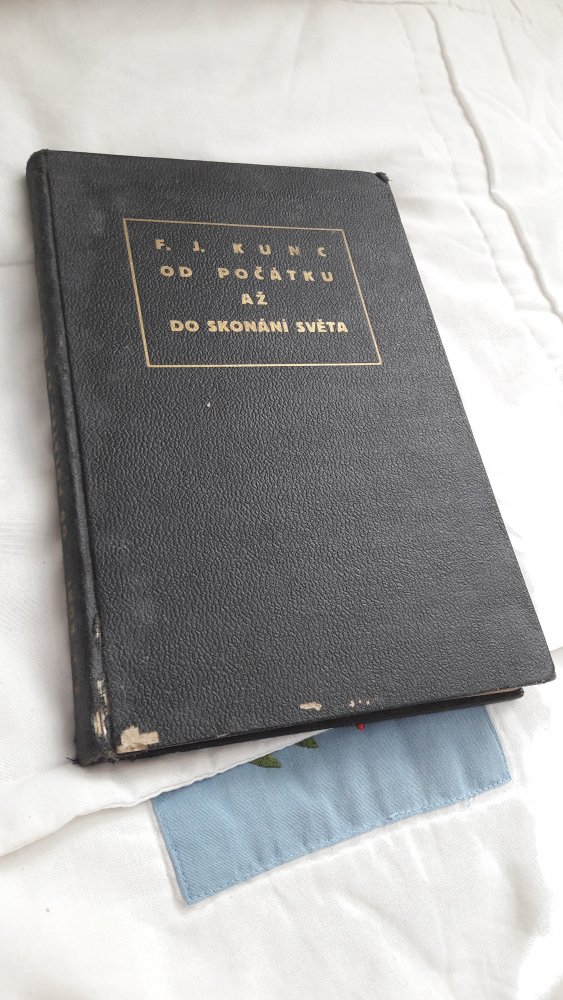 F. J. KUNC
OD POČÁTKU
AŽ
DO SKONÁNÍ SVĚTA